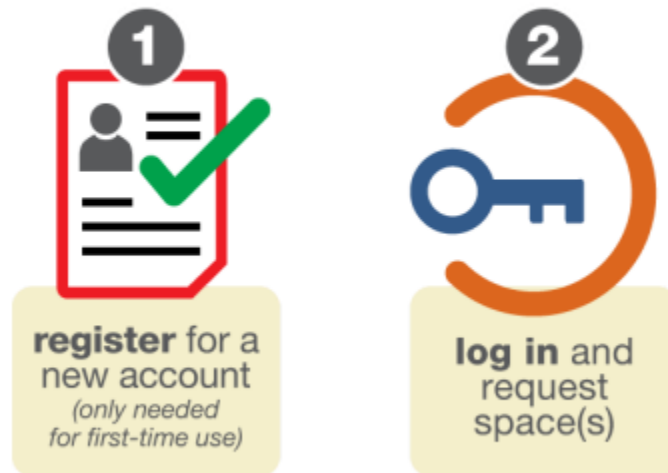 1
register for a
new account
(only needed
for first-time use)
2
log in and
request
space(s)